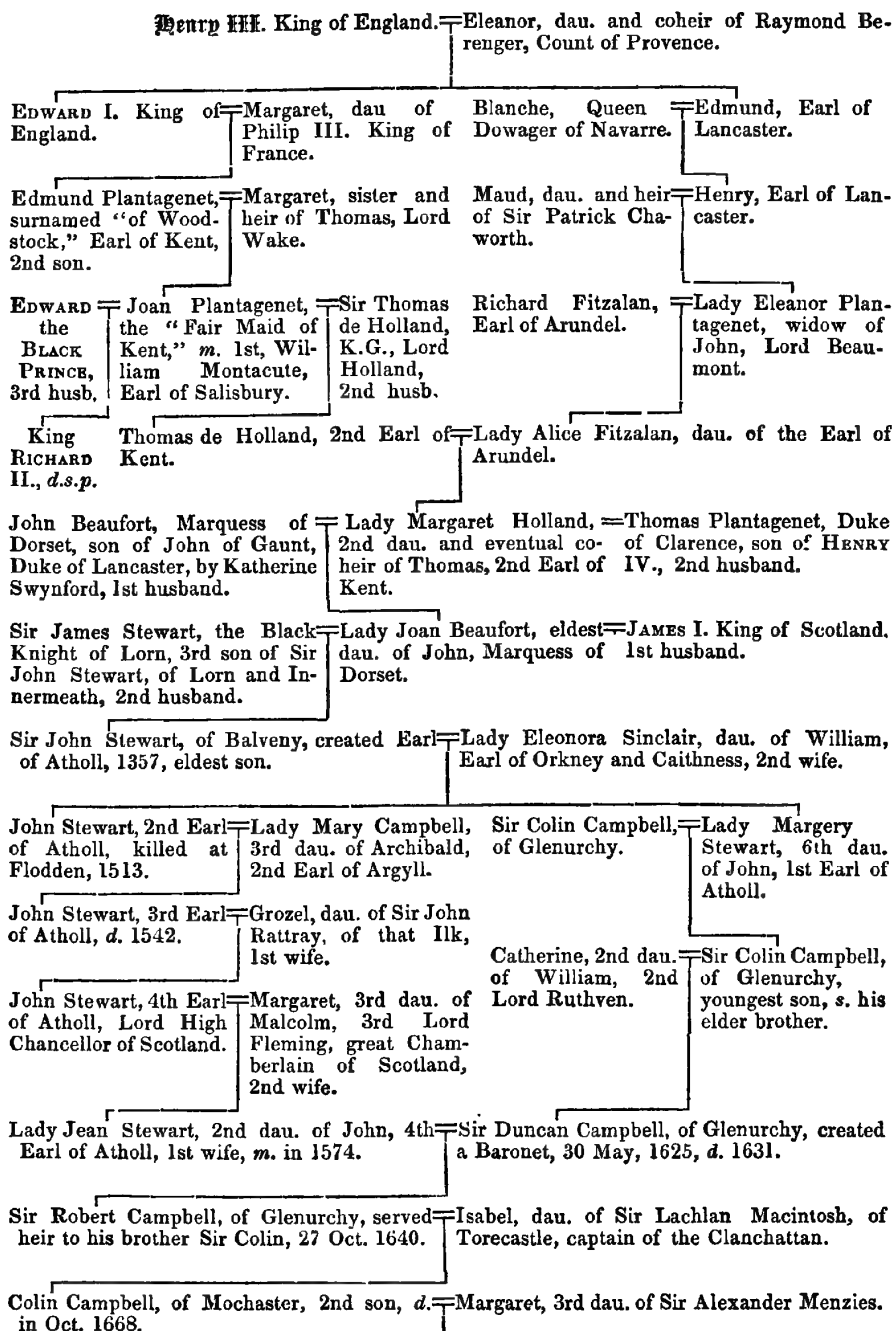 Henry III. King of England. Eleanor, dau. and coheir of Raymond Be-
renger, Count of Provence.
EDWARD I. King of
England.
Margaret, dau of
Philip III. King of
France.
Blanche, Queen
Dowager of Navarre.
Edmund, Earl of
Lancaster.
Edmund Plantagenet,
surnamed “of Wood-
stock,” Earl of Kent,
2nd son.
Margaret, sister and
heir of Thomas, Lord
Wake.
Maud, dau. and heir
of Sir Patrick Cha-
worth.
Henry, Earl of Lan-
caster.
EDWARD
the
BLACK
PRINCE,
3rd husb.
Joan Plantagenet,
the “Fair Maid of
Kent,” m. 1st, Wil-
liam Montacute,
Earl of Salisbury.
Sir Thomas
de Holland,
K.G., Lord
Holland,
2nd husb.
Richard Fitzalan,
Earl of Arundel.
Lady Eleanor Plan-
tagenet, widow of
John, Lord Beau-
mont.
King
RICHARD
II., d.s.p.
Thomas de Holland, 2nd Earl of
Kent.
Lady Alice Fitzalan, dau. of the Earl of
Arundel.
John Beaufort, Marquess of
Dorset, son of John of Gaunt,
Duke of Lancaster, by Katherine
Swynford, 1st husband.
Lady Margaret Holland,
2nd dau. and eventual co-
heir of Thomas, 2nd Earl of
Kent.
Thomas Plantagenet, Duke
of Clarence, son of HENRY
IV., 2nd husband.
Sir James Stewart, the Black
Knight of Lorn, 3rd son of Sir
John Stewart, of Lorn and In-
nermeath, 2nd husband.
Lady Joan Beaufort, eldest
dau. of John, Marquess of
Dorset.
JAMES I. King of Scotland.
1st husband.
Sir John Stewart, of Balveny, created Earl
of Atholl, 1357, eldest son.
Lady Eleonora Sinclair, dau. of William,
Earl of Orkney and Caithness, 2nd wife.
John Stewart, 2nd Earl
of Atholl, killed at
Flodden, 1513.
Lady Mary Campbell,
3rd dau. of Archibald,
2nd Earl of Argyll.
Sir Colin Campbell,
of Glenurchy.
Lady Margery
Stewart, 6th dau.
of John, 1st Earl of
Atholl.
John Stewart, 3rd Earl
of Atholl, d. 1542.
Grozel, dau. of Sir John
Rattray, of that Ilk,
1st wife.
Catherine, 2nd dau.
of William, 2nd
Lord Ruthven.
Sir Colin Campbell,
of Glenurchy,
youngest son, s. his
elder brother.
John Stewart, 4th Earl
of Atholl, Lord High
Chancellor of Scotland.
Margaret, 3rd dau. of
Malcolm, 3rd Lord
Fleming, great Cham-
berlain of Scotland,
2nd wife.
Lady Jean Stewart, 2nd dau. of John, 4th
Earl of Atholl, 1st wife, m. in 1574.
Sir Duncan Campbell, of Glenurchy, created
a Baronet, 30 May, 1625, d. 1631.
Sir Robert Campbell, of Glenurchy, served
heir to his brother Sir Colin, 27 Oct. 1640.
Isabel, dau. of Sir Lachlan Macintosh, of
Torecastle, captain of the Clanchattan.
Colin Campbell, of Mochaster, 2nd son, d.
in Oct. 1668.
Margaret, 3rd dau. of Sir Alexander Menzies.